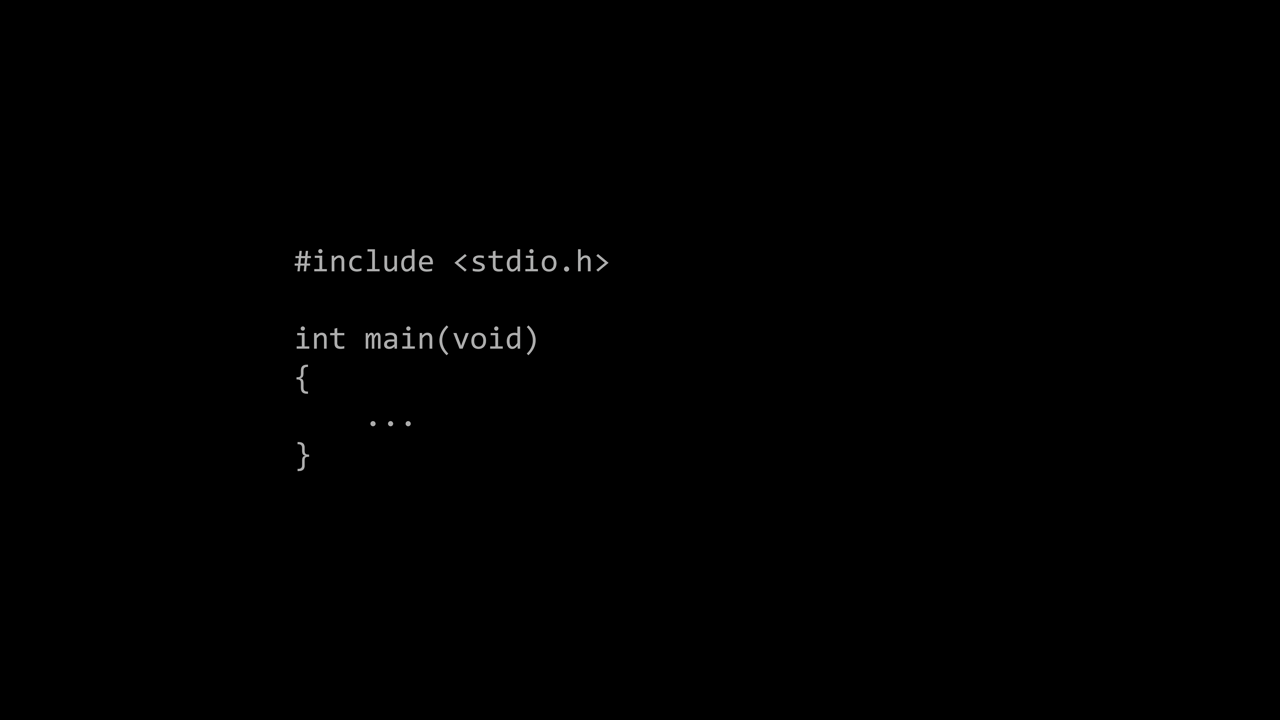 #include <stdio.h>

int main(void)
{
    ...
}